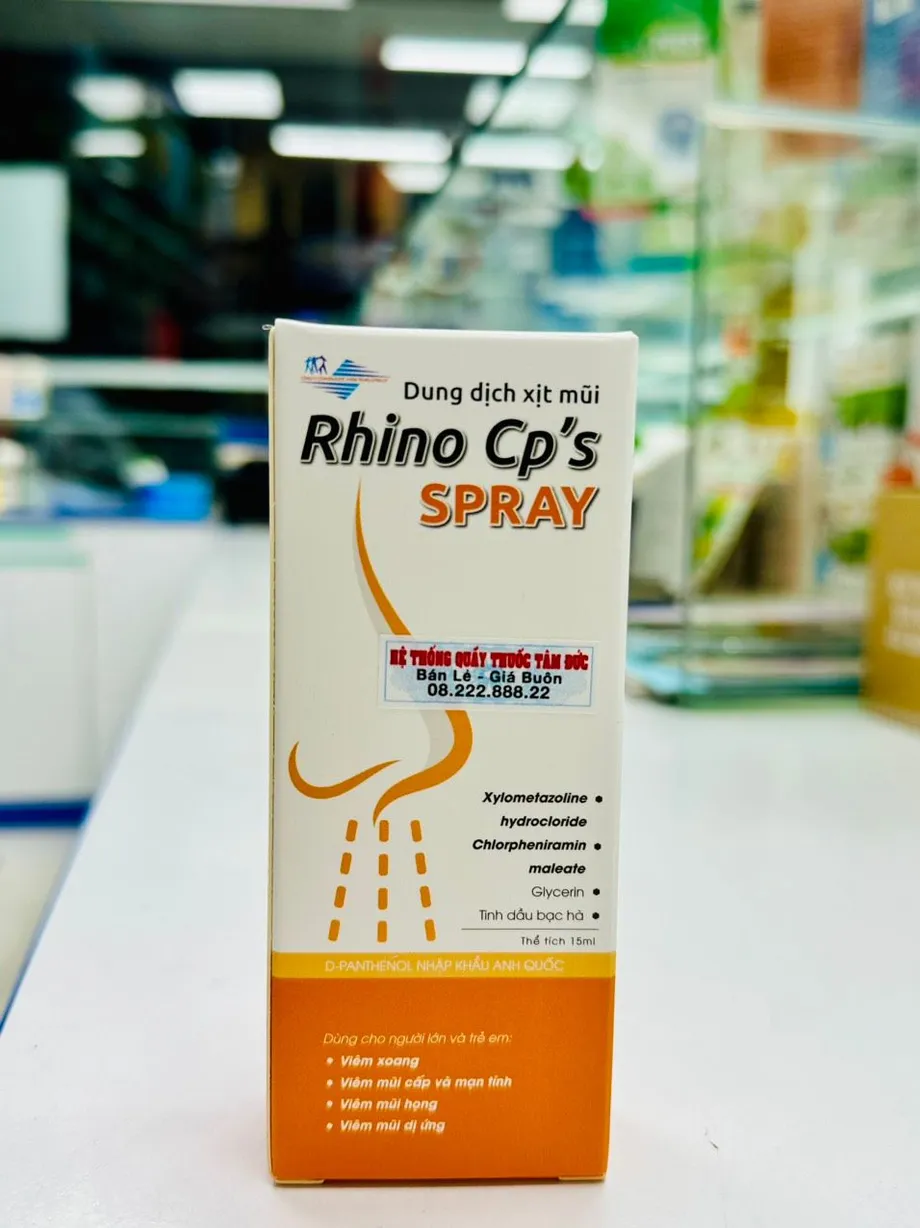 Dung dịch xịt mũi
Rhino Cp's
SPRAY
HỆ THỐNG QUẦY THUỐC TÂM ĐỨC
Bán Lẻ - Giá Buôn
08.222.888.22
Xylometazoline
hydrocloride
Chlorpheniramin
maleate
Glycerin
Tinh dầu bạc hà
Thể tích 15ml
D-PANTHENOL NHẬP KHẨU ANH QUỐC
Dùng cho người lớn và trẻ em:
• Viêm xoang
• Viêm mũi cấp và mạn tính
• Viêm mũi họng
• Viêm mũi dị ứng